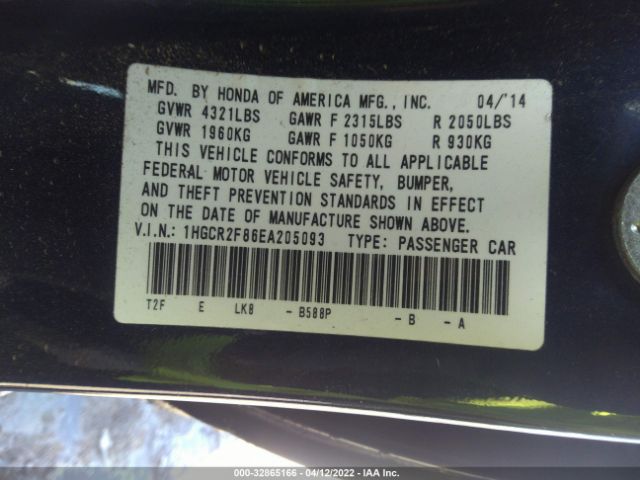 MFD. BY HONDA OF AMERICA MFG., INC. 04/'14
GVWR 4321LBS GAWR F 2315LBS R 2050LBS
GVWR 1960KG GAWR F 1050KG R 930KG
THIS VEHICLE CONFORMS TO ALL APPLICABLE
FEDERAL MOTOR VEHICLE SAFETY, BUMPER,
AND THEFT PREVENTION STANDARDS IN EFFECT
ON THE DATE OF MANUFACTURE SHOWN ABOVE.
V.I.N.: 1HGCR2F86EA205093 TYPE: PASSENGER CAR
T2F E LK8 - B588P - B - A
000-32865166 - 04/12/2022 - IAA Inc.